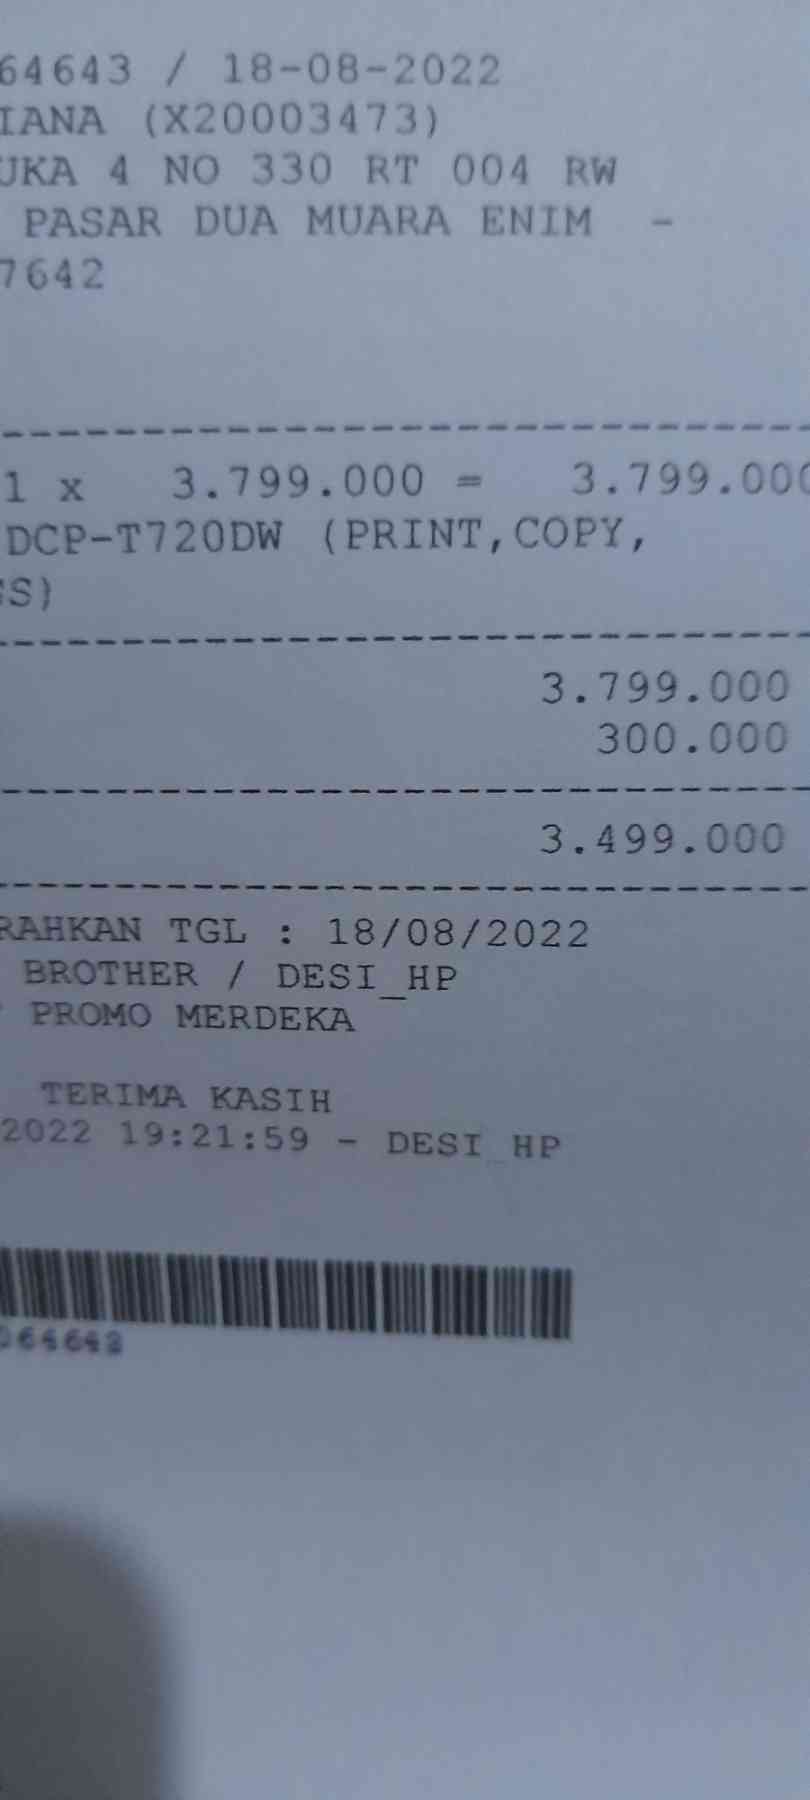 64643 / 18-08-2022
IANA (X20003473)
UKA 4 NO 330 RT 004 RW
PASAR DUA MUARA ENIM -
7642
1 x 3.799.000 = 3.799.000
DCP-T720DW (PRINT,COPY,
S)
3.799.000
300.000
3.499.000
RAHKAN TGL : 18/08/2022
BROTHER / DESI_HP
PROMO MERDEKA
TERIMA KASIH
2022 19:21:59 - DESI_HP